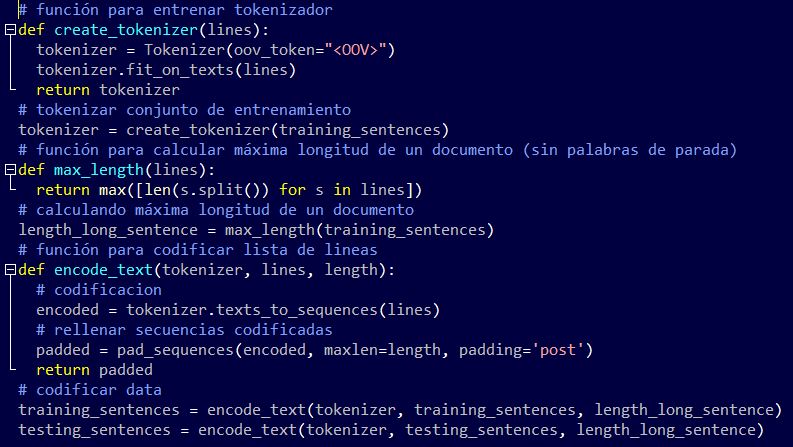 # función para entrenar tokenizador
def create_tokenizer(lines):
  tokenizer = Tokenizer(oov_token="<OOV>")
  tokenizer.fit_on_texts(lines)
  return tokenizer
# tokenizar conjunto de entrenamiento
tokenizer = create_tokenizer(training_sentences)
# función para calcular máxima longitud de un documento (sin palabras de parada)
def max_length(lines):
  return max([len(s.split()) for s in lines])
# calculando máxima longitud de un documento
length_long_sentence = max_length(training_sentences)
# función para codificar lista de lineas
def encode_text(tokenizer, lines, length):
  # codificacion
  encoded = tokenizer.texts_to_sequences(lines)
  # rellenar secuencias codificadas
  padded = pad_sequences(encoded, maxlen=length, padding='post')
  return padded
# codificar data
training_sentences = encode_text(tokenizer, training_sentences, length_long_sentence)
testing_sentences = encode_text(tokenizer, testing_sentences, length_long_sentence)